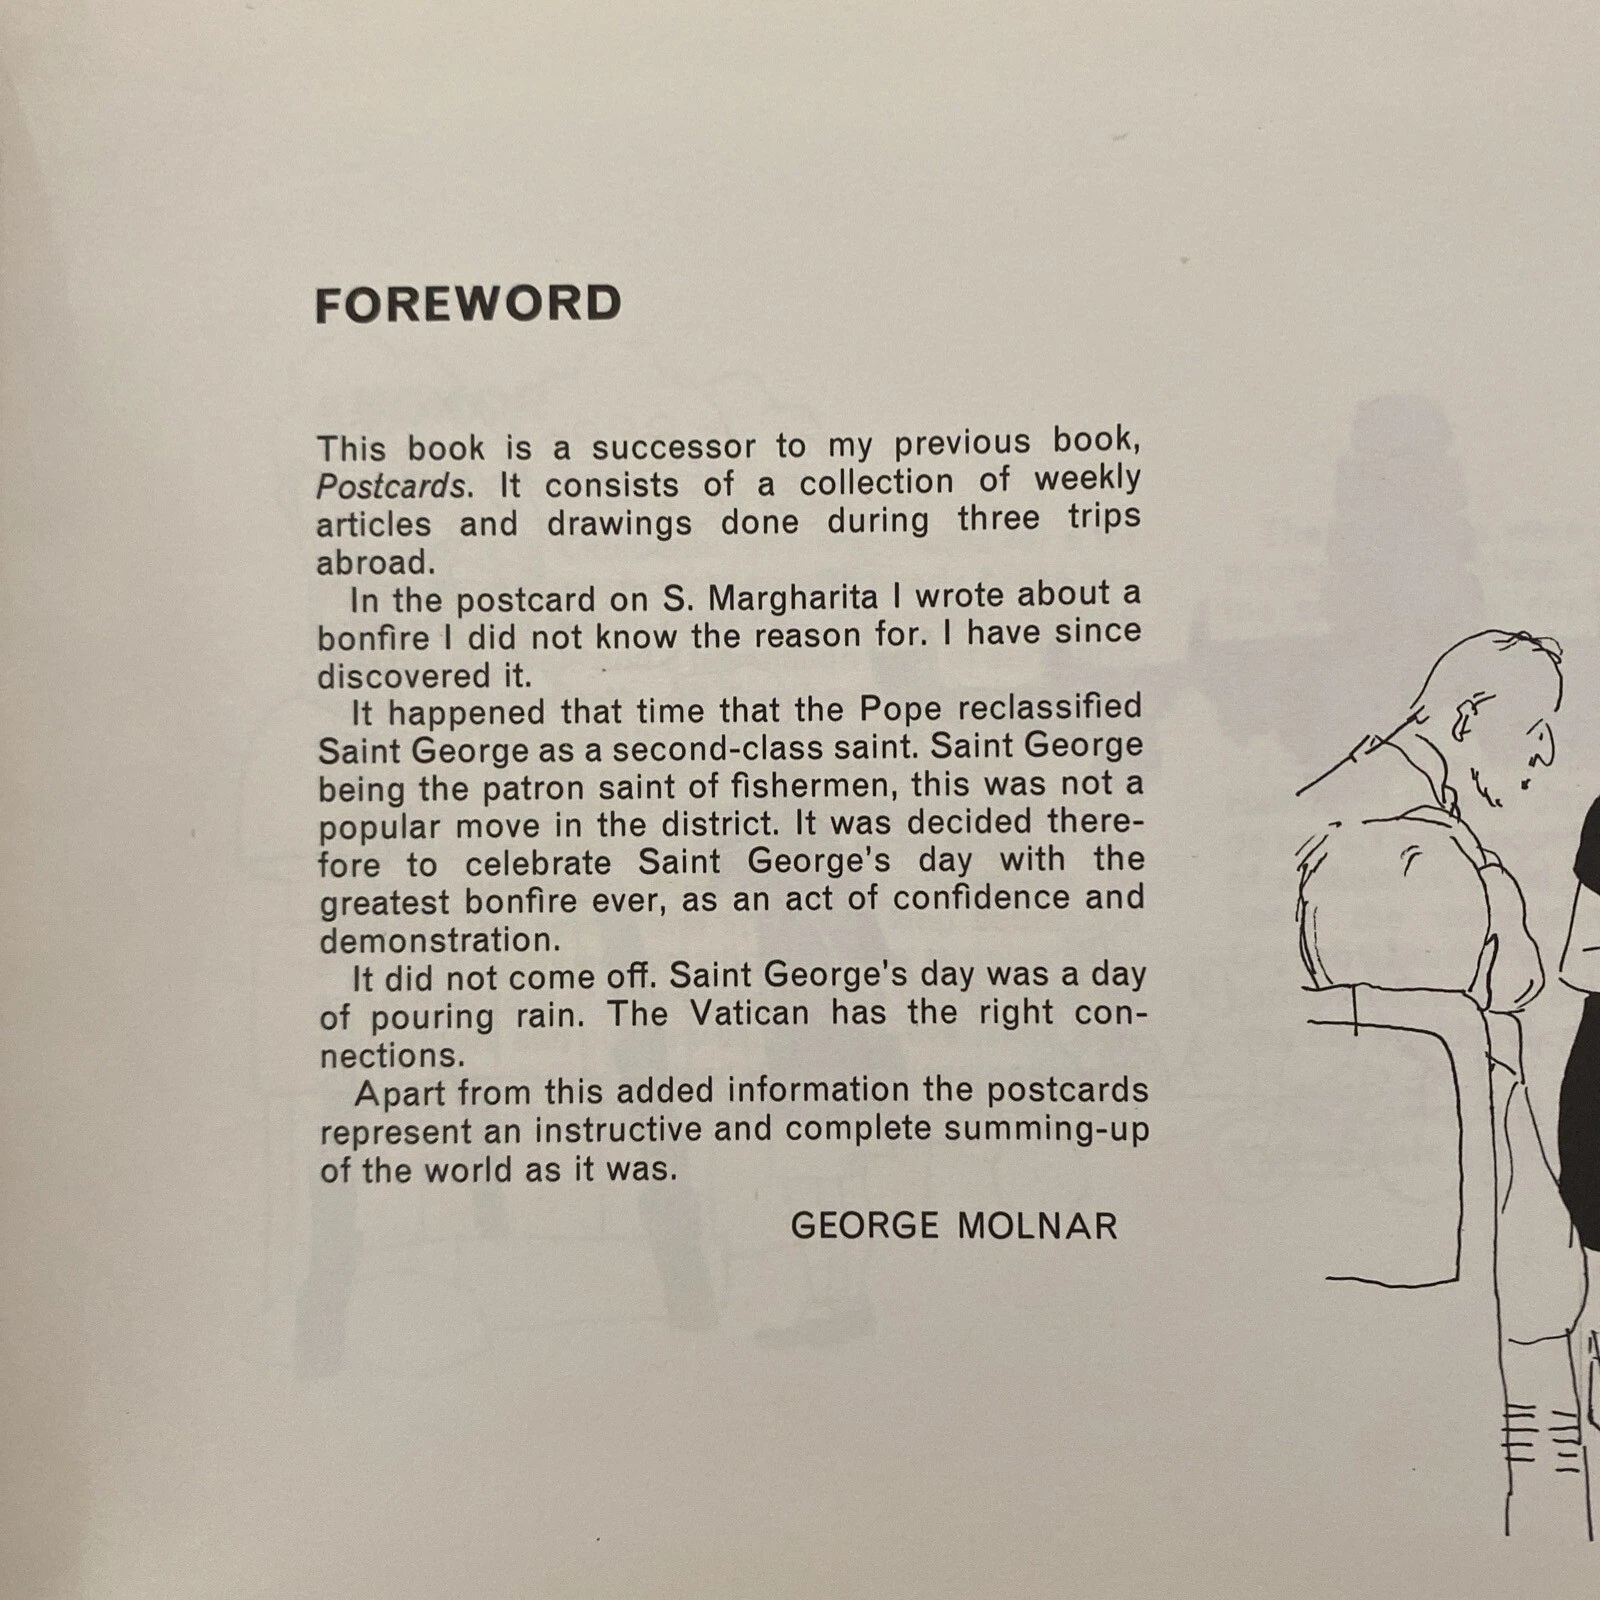 FOREWORD
This book is a successor to my previous book,
Postcards. It consists of a collection of weekly
articles and drawings done during three trips
abroad.
In the postcard on S. Margharita I wrote about a
bonfire I did not know the reason for. I have since
discovered it.
It happened that time that the Pope reclassified
Saint George as a second-class saint. Saint George
being the patron saint of fishermen, this was not a
popular move in the district. It was decided there-
fore to celebrate Saint George's day with the
greatest bonfire ever, as an act of confidence and
demonstration.
It did not come off. Saint George's day was a day
of pouring rain. The Vatican has the right con-
nections.
Apart from this added information the postcards
represent an instructive and complete summing-up
of the world as it was.
GEORGE MOLNAR